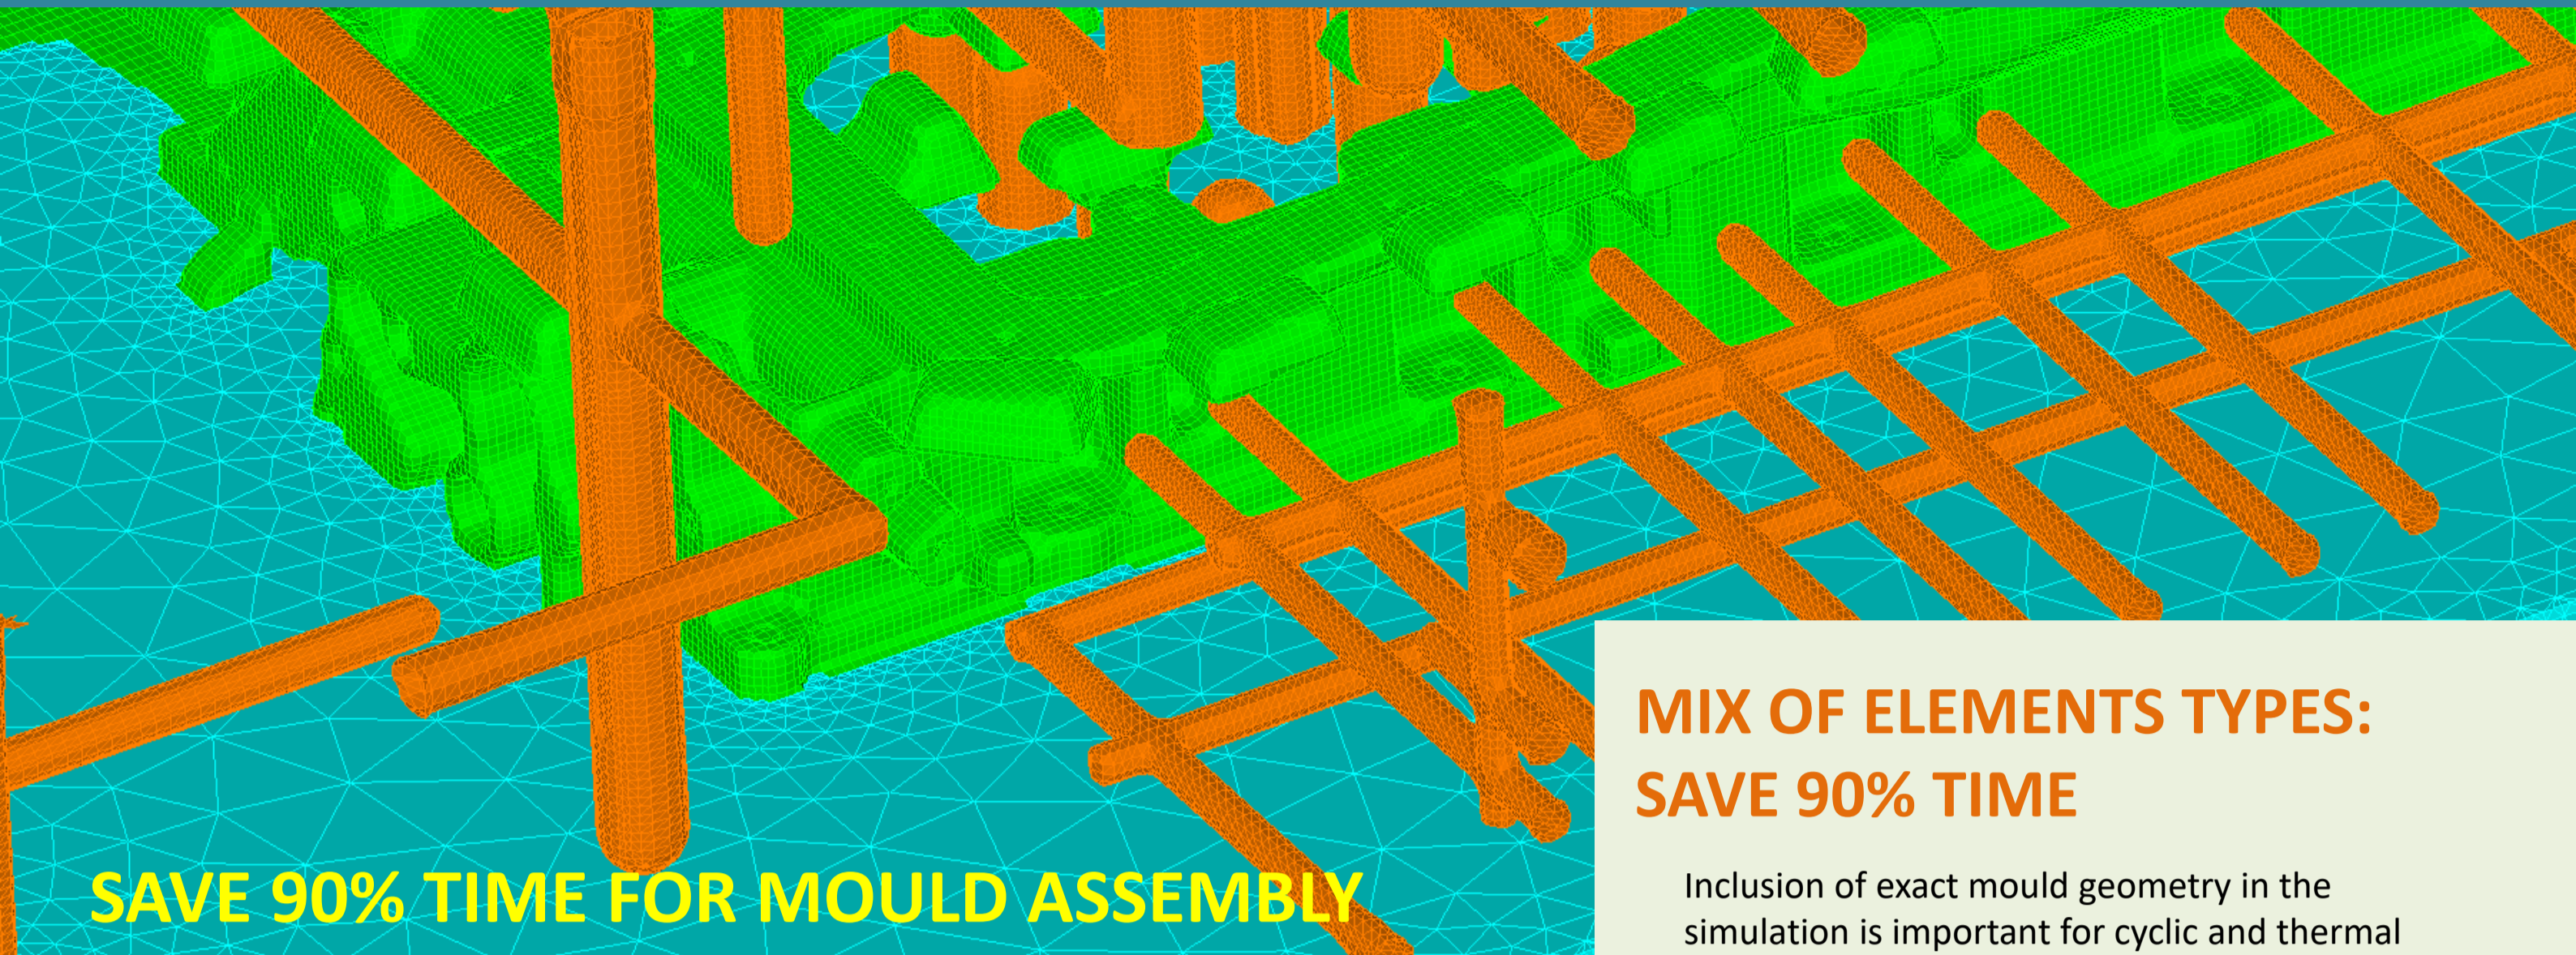 SAVE 90% TIME FOR MOULD ASSEMBLY
MIX OF ELEMENTS TYPES:
SAVE 90% TIME
Inclusion of exact mould geometry in the
simulation is important for cyclic and thermal